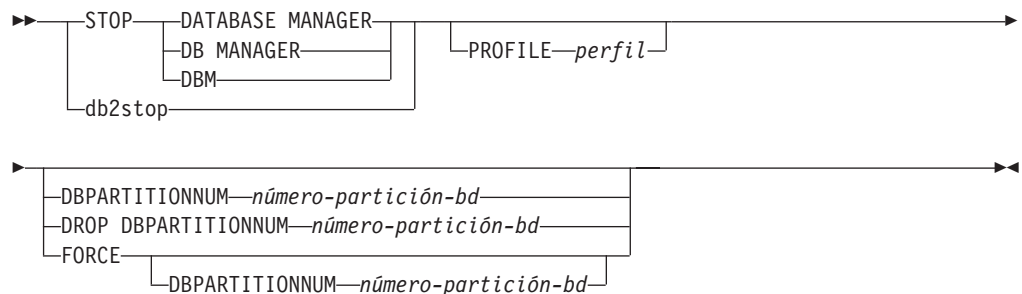 STOP DATABASE MANAGER
DB MANAGER
DBM
db2stop
PROFILE perfil
DBPARTITIONNUM número-partición-bd
DROP DBPARTITIONNUM número-partición-bd
FORCE
DBPARTITIONNUM número-partición-bd